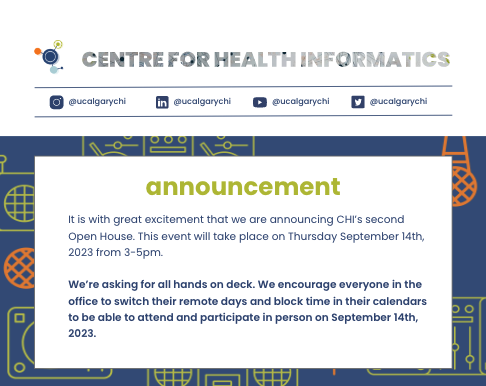 CENTRE FOR HEALTH INFORMATICS
@ucalgarychi @ucalgarychi @ucalgarychi @ucalgarychi
announcement
It is with great excitement that we are announcing CHI's second
Open House. This event will take place on Thursday September 14th,
2023 from 3-5pm.
We're asking for all hands on deck. We encourage everyone in the
office to switch their remote days and block time in their calendars
to be able to attend and participate in person on September 14th,
2023.